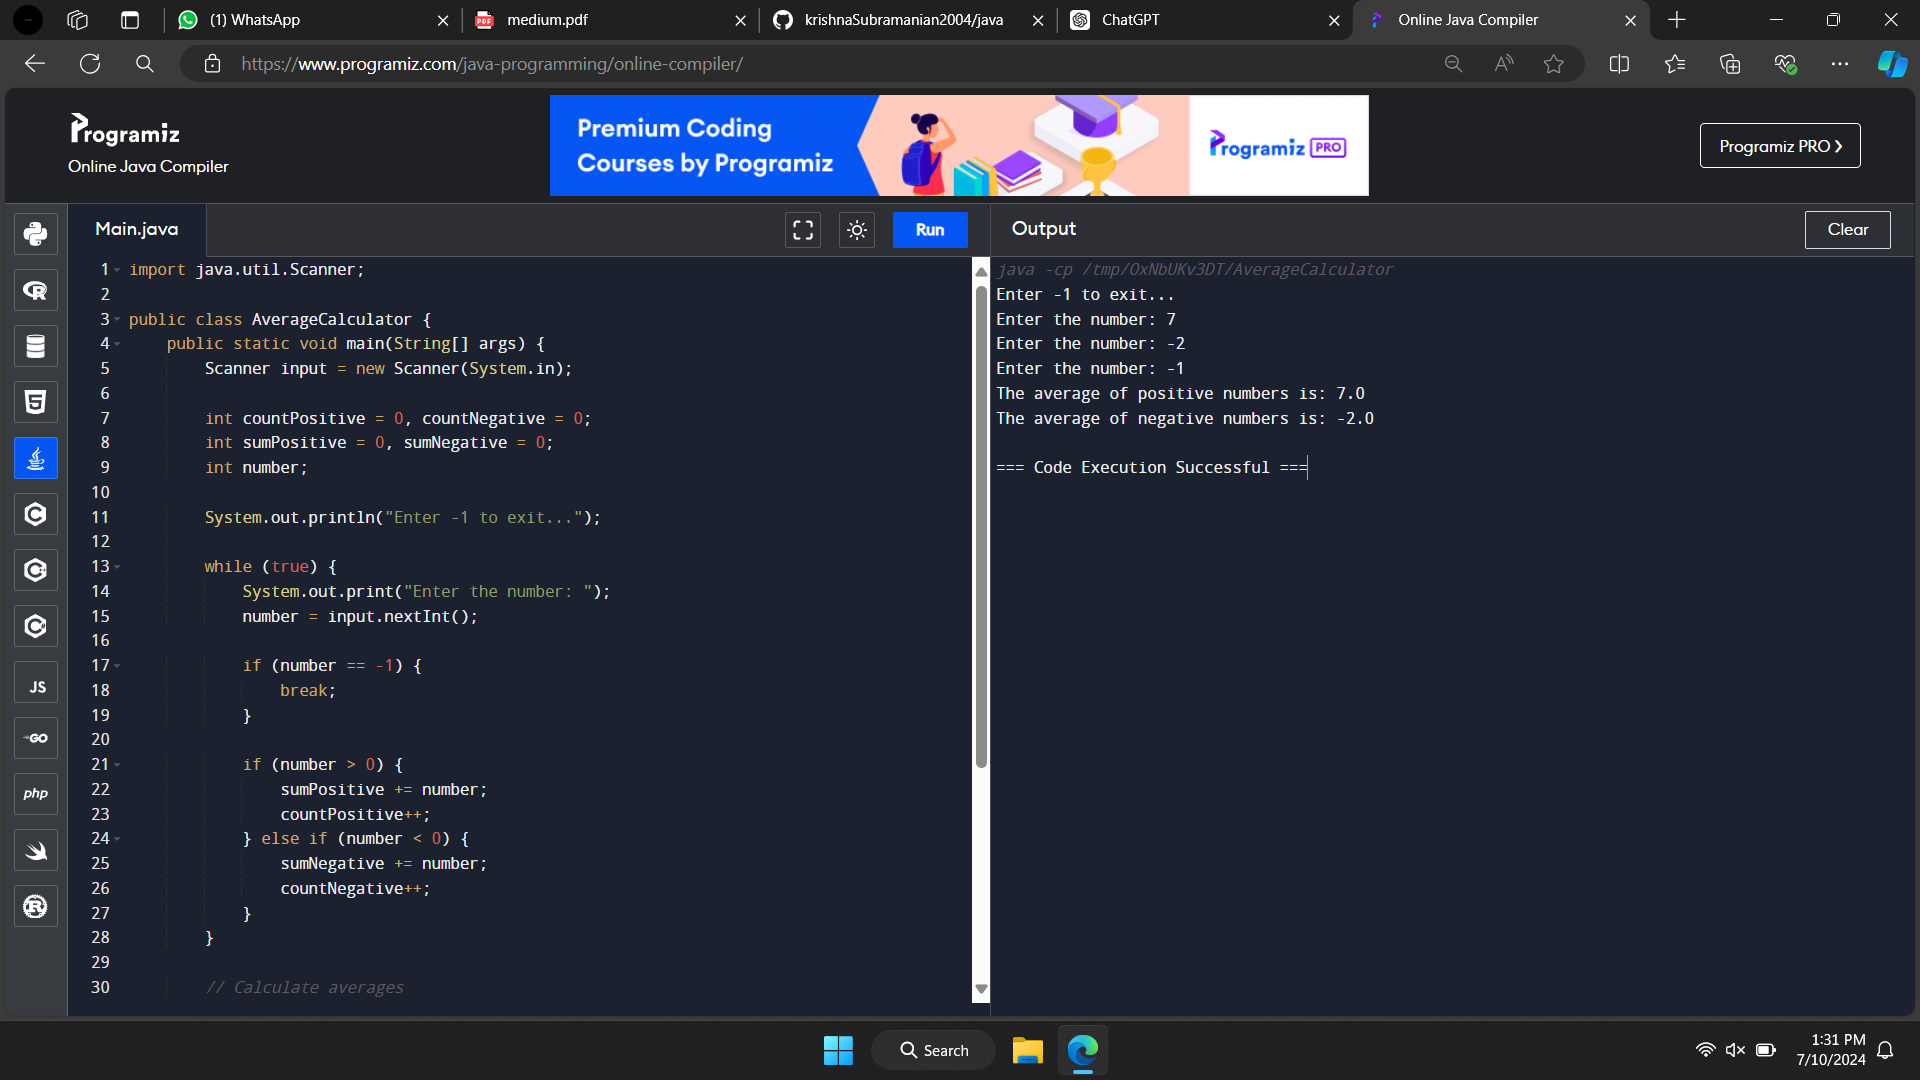 (1) WhatsApp
medium.pdf
krishnaSubramanian2004/java
ChatGPT
Online Java Compiler
https://www.programiz.com/java-programming/online-compiler/
Programiz
Online Java Compiler
Premium Coding
Courses by Programiz
Programiz PRO
Programiz PRO
Main.java
Run
Output
Clear
1 import java.util.Scanner;
2
3 public class AverageCalculator {
4 public static void main(String[] args) {
5 Scanner input = new Scanner(System.in);
6
7 int countPositive = 0, countNegative = 0;
8 int sumPositive = 0, sumNegative = 0;
9 int number;
10
11 System.out.println("Enter -1 to exit...");
12
13 while (true) {
14 System.out.print("Enter the number: ");
15 number = input.nextInt();
16
17 if (number == -1) {
18 break;
19 }
20
21 if (number > 0) {
22 sumPositive += number;
23 countPositive++;
24 } else if (number < 0) {
25 sumNegative += number;
26 countNegative++;
27 }
28 }
29
30 // Calculate averages
java -cp /tmp/OxNbUKv3DT/AverageCalculator
Enter -1 to exit...
Enter the number: 7
Enter the number: -2
Enter the number: -1
The average of positive numbers is: 7.0
The average of negative numbers is: -2.0
=== Code Execution Successful ===
JS
GO
php
Search
1:31 PM
7/10/2024